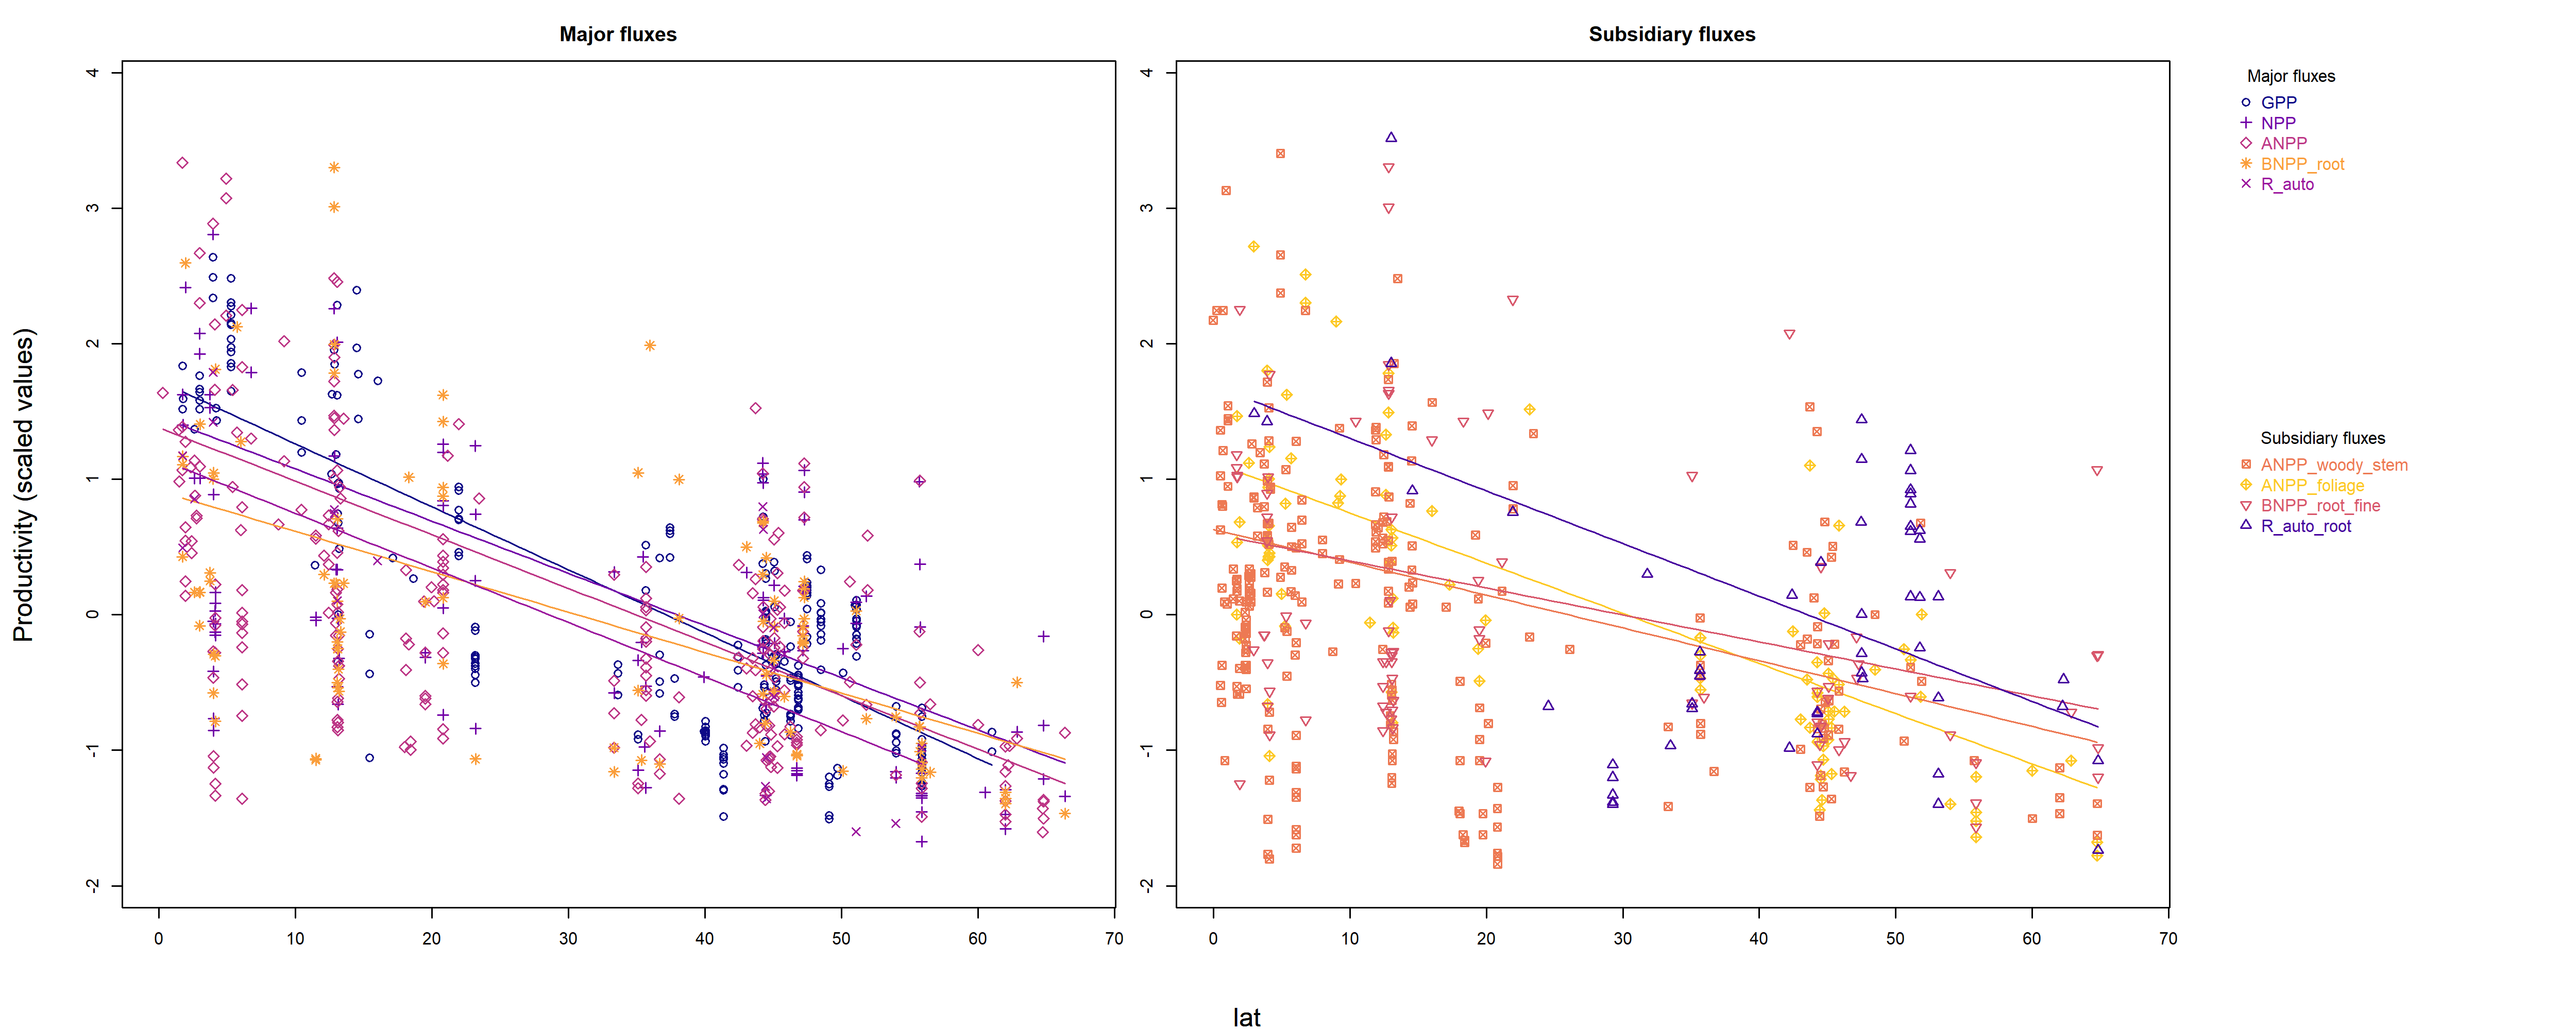 Major fluxes
Subsidiary fluxes
Productivity (scaled values)
4
3
2
1
0
-1
-2
0 10 20 30 40 50 60 70
4
3
2
1
0
-1
-2
0 10 20 30 40 50 60 70
lat
Major fluxes
GPP
NPP
ANPP
BNPP_root
R_auto
Subsidiary fluxes
ANPP_woody_stem
ANPP_foliage
BNPP_root_fine
R_auto_root